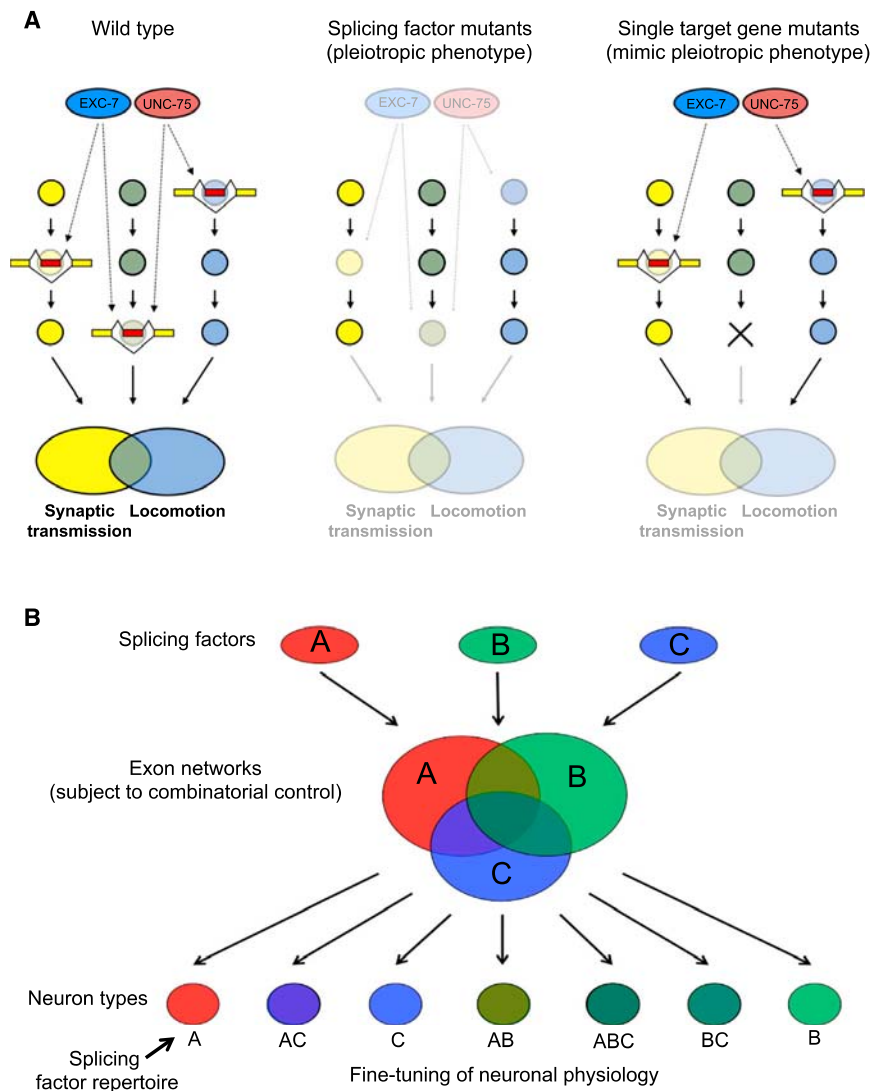 A
Wild type
Splicing factor mutants
(pleiotropic phenotype)
Single target gene mutants
(mimic pleiotropic phenotype)
EXC-7
UNC-75
EXC-7
UNC-75
EXC-7
UNC-75
Synaptic
transmission
Locomotion
Synaptic
transmission
Locomotion
Synaptic
transmission
Locomotion
B
Splicing factors
A
B
C
Exon networks
(subject to combinatorial control)
A
B
C
Neuron types
A
AC
C
AB
ABC
BC
B
Splicing
factor repertoire
Fine-tuning of neuronal physiology